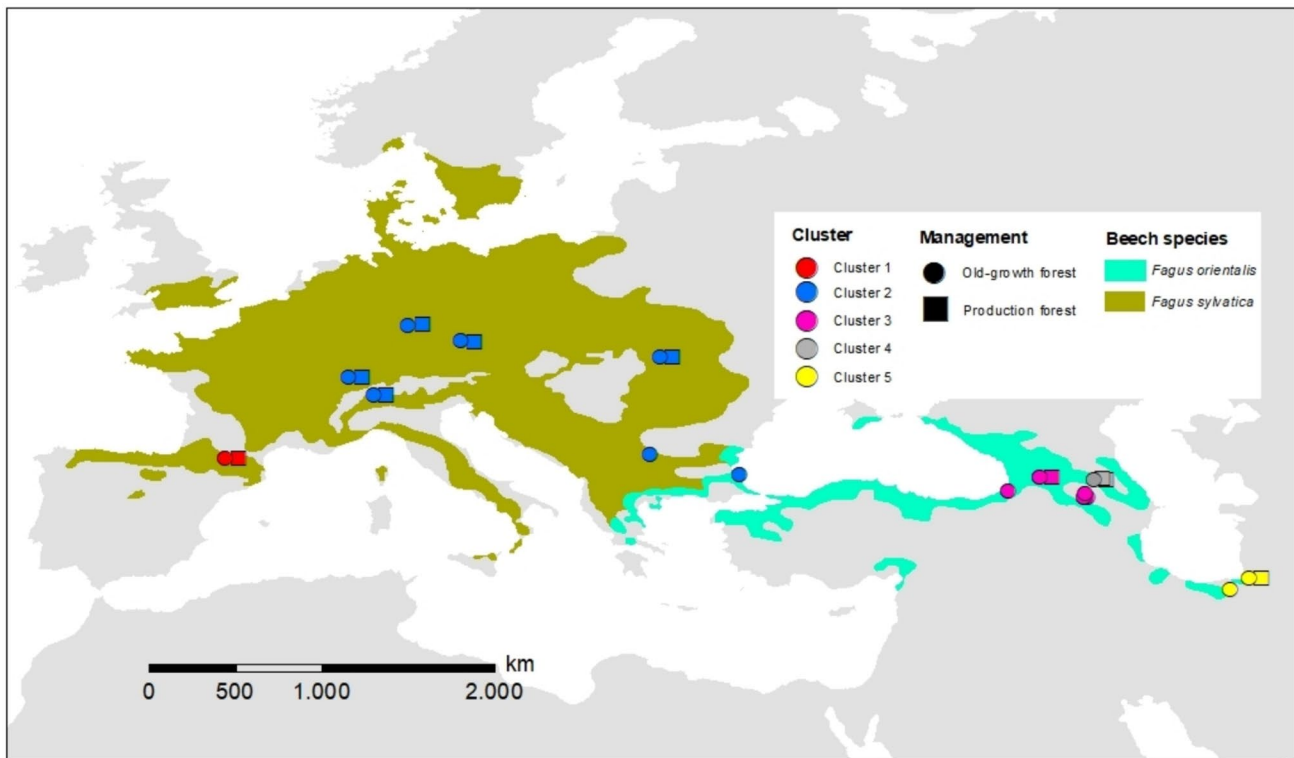 Cluster
Cluster 1
Cluster 2
Cluster 3
Cluster 4
Cluster 5
Management
Old-growth forest
Production forest
Beech species
Fagus orientalis
Fagus sylvatica
km
0 500 1.000 2.000